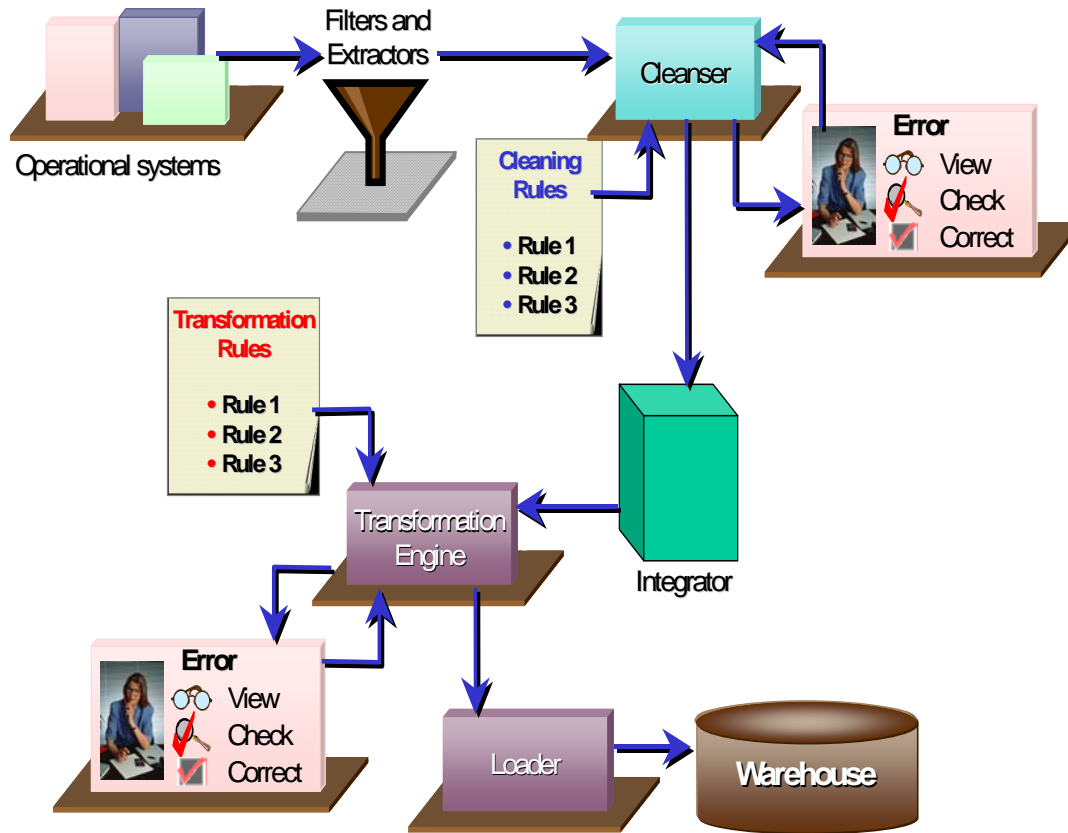 Filters and
Extractors
Cleanser
Operational systems
Error
View
Check
Correct
Cleaning
Rules
• Rule 1
• Rule 2
• Rule 3
Transformation
Rules
• Rule 1
• Rule 2
• Rule 3
Transformation
Engine
Integrator
Error
View
Check
Correct
Loader
Warehouse